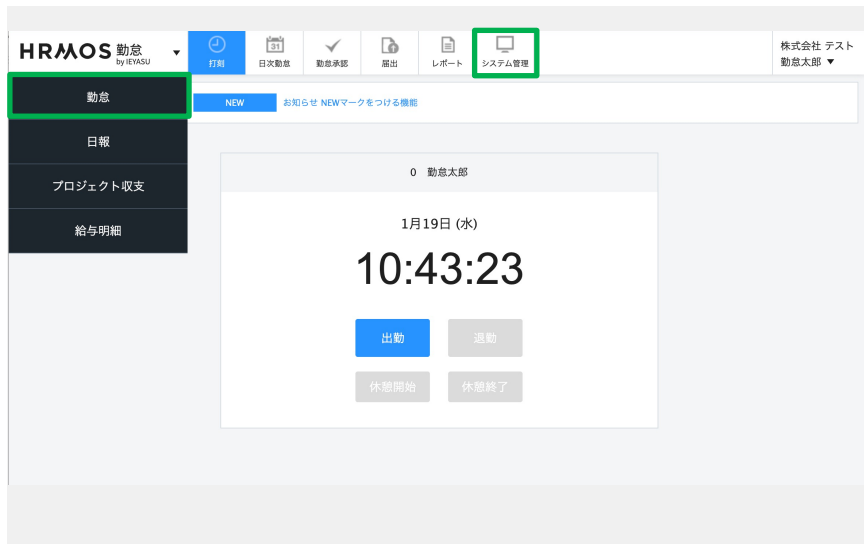 HRMOS 勤怠
by IEYASU
▼
打刻
31
日次勤怠
勤怠承認
届出
レポート
システム管理
株式会社 テスト
勤怠太郎 ▼
勤怠
日報
プロジェクト収支
給与明細
NEW お知らせ NEWマークをつける機能
0 勤怠太郎
1月19日 (水)
10:43:23
出勤 退勤
休憩開始 休憩終了